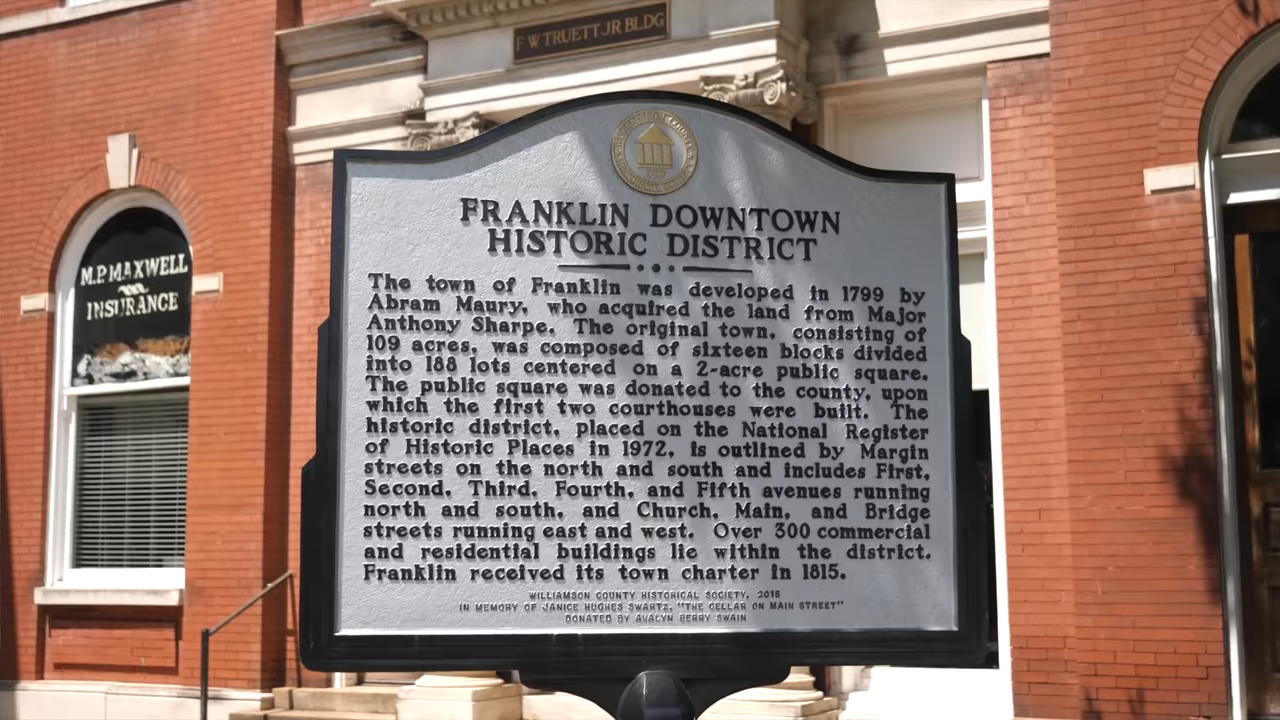 F W TRUETT JR BLDG
M.P. MAXWELL
INSURANCE
FRANKLIN DOWNTOWN
HISTORIC DISTRICT
The town of Franklin was developed in 1799 by
Abram Maury, who acquired the land from Major
Anthony Sharpe. The original town, consisting of
109 acres, was composed of sixteen blocks divided
into 188 lots centered on a 2-acre public square.
The public square was donated to the county, upon
which the first two courthouses were built. The
historic district, placed on the National Register
of Historic Places in 1972, is outlined by Margin
streets on the north and south and includes First,
Second, Third, Fourth, and Fifth avenues running
north and south, and Church, Main, and Bridge
streets running east and west. Over 300 commercial
and residential buildings lie within the district.
Franklin received its town charter in 1815.
WILLIAMSON COUNTY HISTORICAL SOCIETY,
IN MEMORY OF JANICE HUGHES SWARTZ, "THE CELLAR ON MAIN STREET"
DONATED BY AVALYN BERRY SWAIN